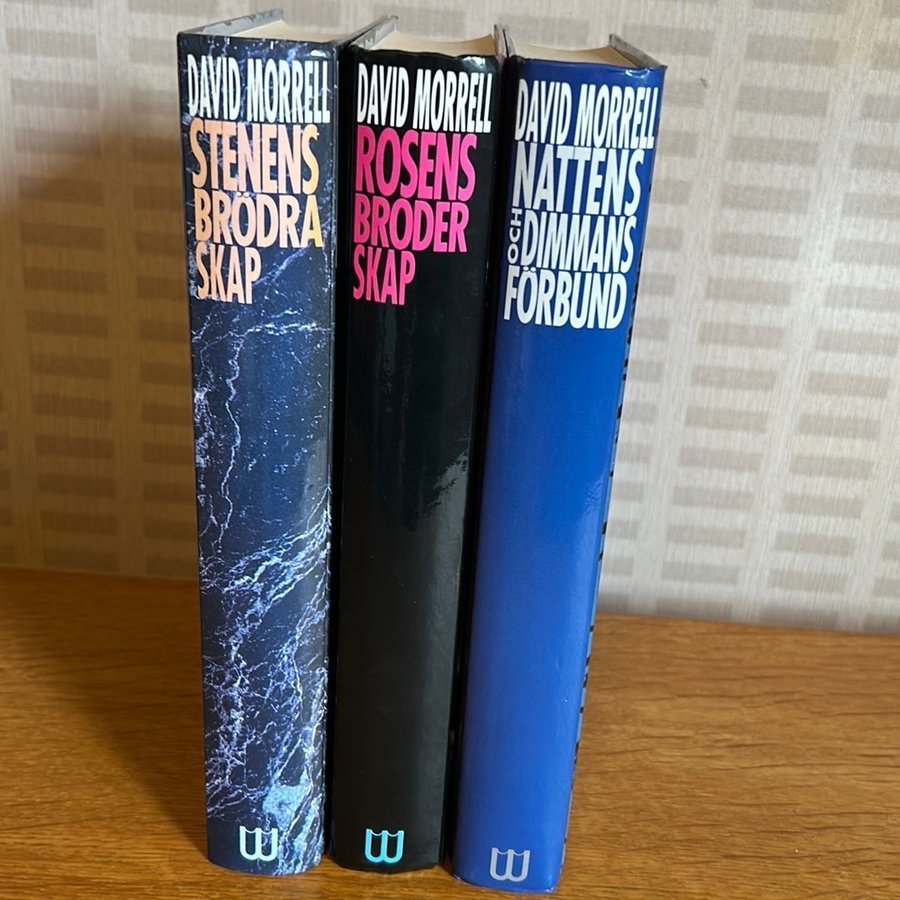 DAVID MORRELL
STENENS
BRÖDRA
SKAP
DAVID MORRELL
ROSENS
BRODER
SKAP
DAVID MORRELL
NATTENS
OCH DIMMANS
FÖRBUND
W
W
W